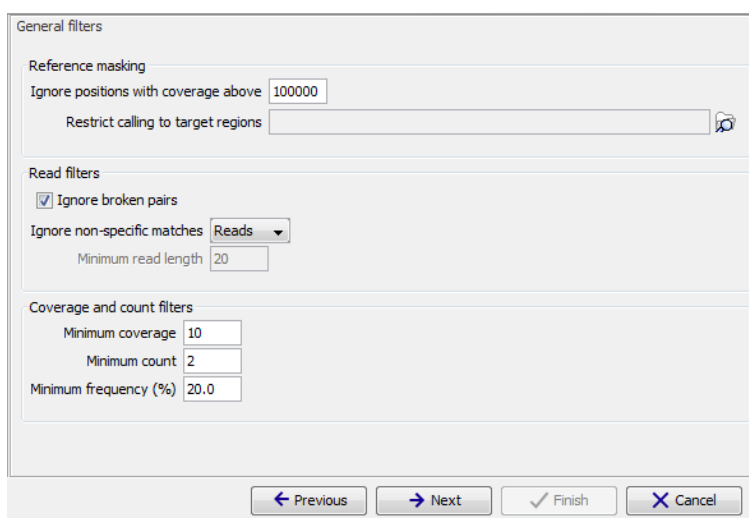 General filters
Reference masking
Ignore positions with coverage above 100000
Restrict calling to target regions
Read filters
Ignore broken pairs
Ignore non-specific matches Reads
Minimum read length 20
Coverage and count filters
Minimum coverage 10
Minimum count 2
Minimum frequency (%) 20.0
Previous Next Finish Cancel